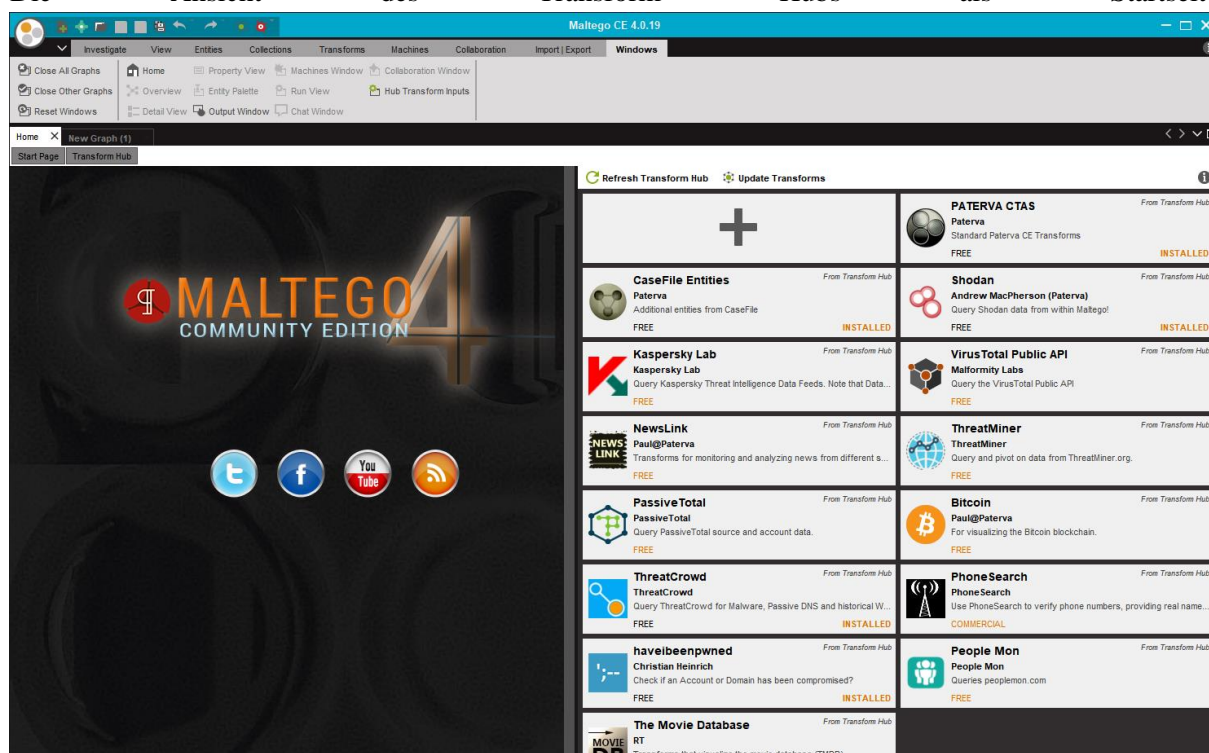 Die Ansicht des Transform Hubs als Startseit
Maltego CE 4.0.19
Investigate View Entities Collections Transforms Machines Collaboration Import | Export Windows
Close All Graphs Home Property View Machines Window Collaboration Window
Close Other Graphs Overview Entity Palette Run View Hub Transform Inputs
Reset Windows Detail View Output Window Chat Window
Home X New Graph (1)
Start Page Transform Hub
MALTEGO 4
COMMUNITY EDITION
You
Tube
Refresh Transform Hub Update Transforms
PATERVA CTAS From Transform Hub
Paterva
Standard Paterva CE Transforms
FREE INSTALLED
CaseFile Entities From Transform Hub
Paterva
Additional entities from CaseFile
FREE INSTALLED
Shodan From Transform Hub
Andrew MacPherson (Paterva)
Query Shodan data from within Maltego!
FREE INSTALLED
Kaspersky Lab From Transform Hub
Kaspersky Lab
Query Kaspersky Threat Intelligence Data Feeds. Note that Data...
FREE
VirusTotal Public API From Transform Hub
Malformity Labs
Query the VirusTotal Public API
FREE
NEWS
LINK
NewsLink From Transform Hub
Paul@Paterva
Transforms for monitoring and analyzing news from different s...
FREE
ThreatMiner From Transform Hub
ThreatMiner
Query and pivot on data from ThreatMiner.org.
FREE
PassiveTotal From Transform Hub
PassiveTotal
Query PassiveTotal source and account data.
FREE
Bitcoin From Transform Hub
Paul@Paterva
For visualizing the Bitcoin blockchain.
FREE
ThreatCrowd From Transform Hub
ThreatCrowd
Query ThreatCrowd for Malware, Passive DNS and historical W...
FREE INSTALLED
PhoneSearch From Transform Hub
PhoneSearch
Use PhoneSearch to verify phone numbers, providing real name...
COMMERCIAL
';--
haveibeenpwned From Transform Hub
Christian Heinrich
Check if an Account or Domain has been compromised?
FREE INSTALLED
People Mon From Transform Hub
People Mon
Queries peoplemon.com
FREE
MOVIE
DB
The Movie Database From Transform Hub
RT
Transforms that visualize the movie database (TMDB)